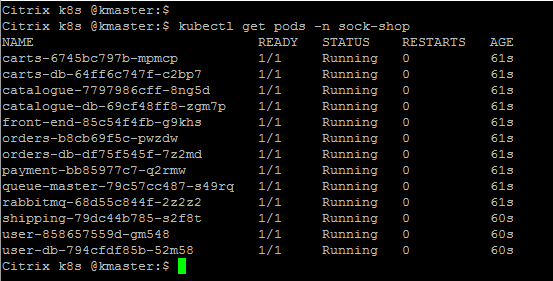 Citrix k8s @kmaster:$
Citrix k8s @kmaster:$ kubectl get pods -n sock-shop
NAME READY STATUS RESTARTS AGE
carts-6745bc797b-mpmcp 1/1 Running 0 61s
carts-db-64ff6c747f-c2bp7 1/1 Running 0 61s
catalogue-7797986cff-8ng5d 1/1 Running 0 61s
catalogue-db-69cf48ff8-zgm7p 1/1 Running 0 61s
front-end-85c54f4fb-g9khs 1/1 Running 0 61s
orders-b8cb69f5c-pwzdw 1/1 Running 0 61s
orders-db-df75f545f-7z2md 1/1 Running 0 61s
payment-bb85977c7-q2rmw 1/1 Running 0 61s
queue-master-79c57cc487-s49rq 1/1 Running 0 61s
rabbitmq-68d55c844f-2z2z2 1/1 Running 0 61s
shipping-79dc44b785-s2f8t 1/1 Running 0 60s
user-858657559d-gm548 1/1 Running 0 60s
user-db-794cfdf85b-52m58 1/1 Running 0 60s
Citrix k8s @kmaster:$